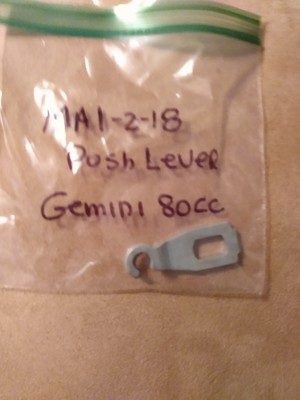 MA1-2-18
Push Lever
Gemini 80cc